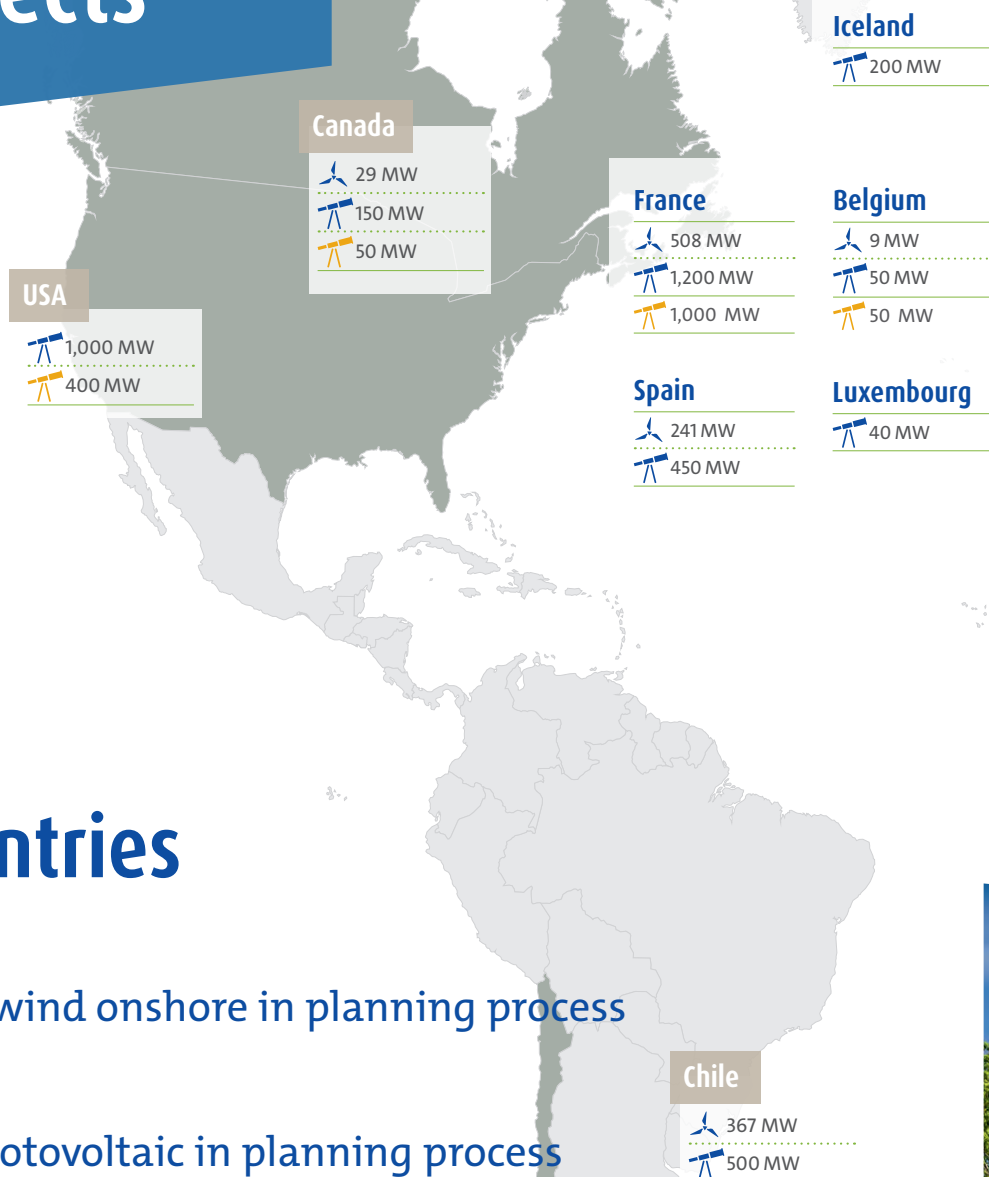 ects
Iceland
200 MW
Canada
29 MW
150 MW
50 MW
France
508 MW
1,200 MW
1,000 MW
Belgium
9 MW
50 MW
50 MW
USA
1,000 MW
400 MW
Spain
241 MW
450 MW
Luxembourg
40 MW
ntries
wind onshore in planning process
Chile
367 MW
500 MW
otovoltaic in planning process